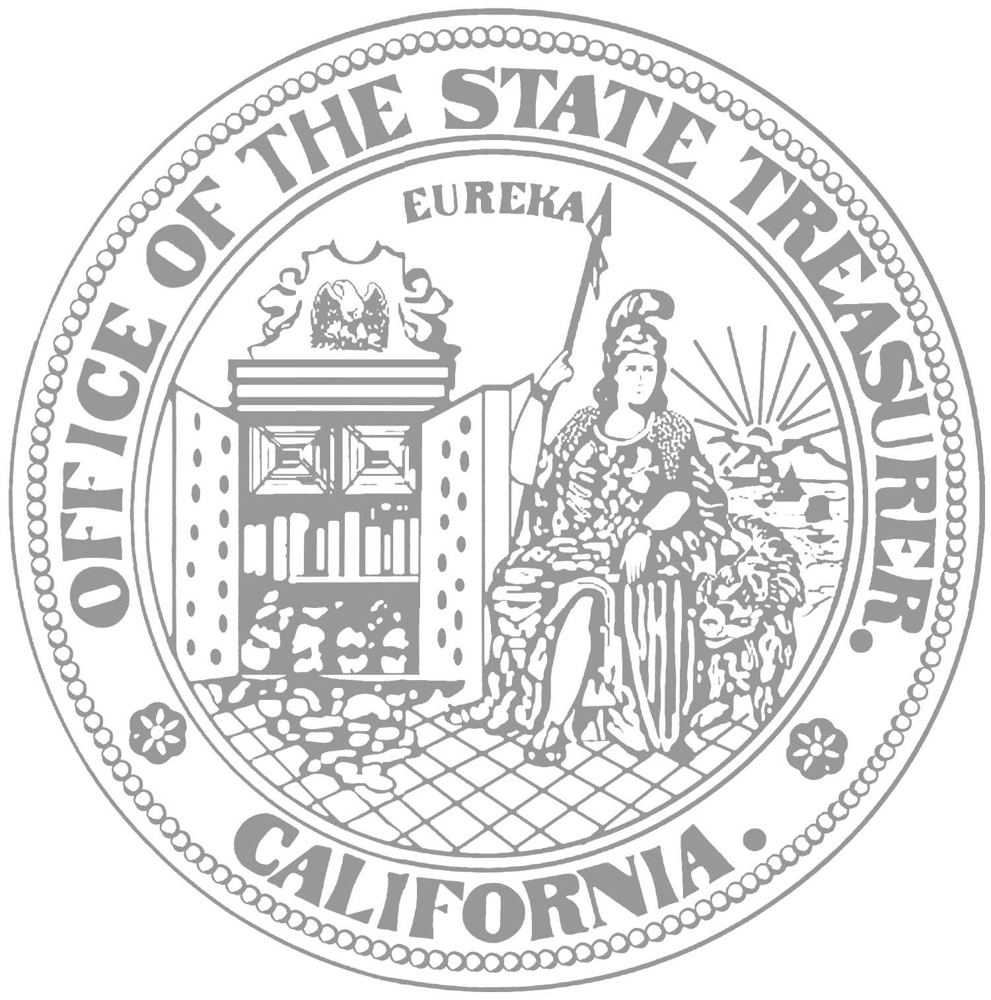 OFFICE OF THE STATE TREASURER.
EUREKA
CALIFORNIA.